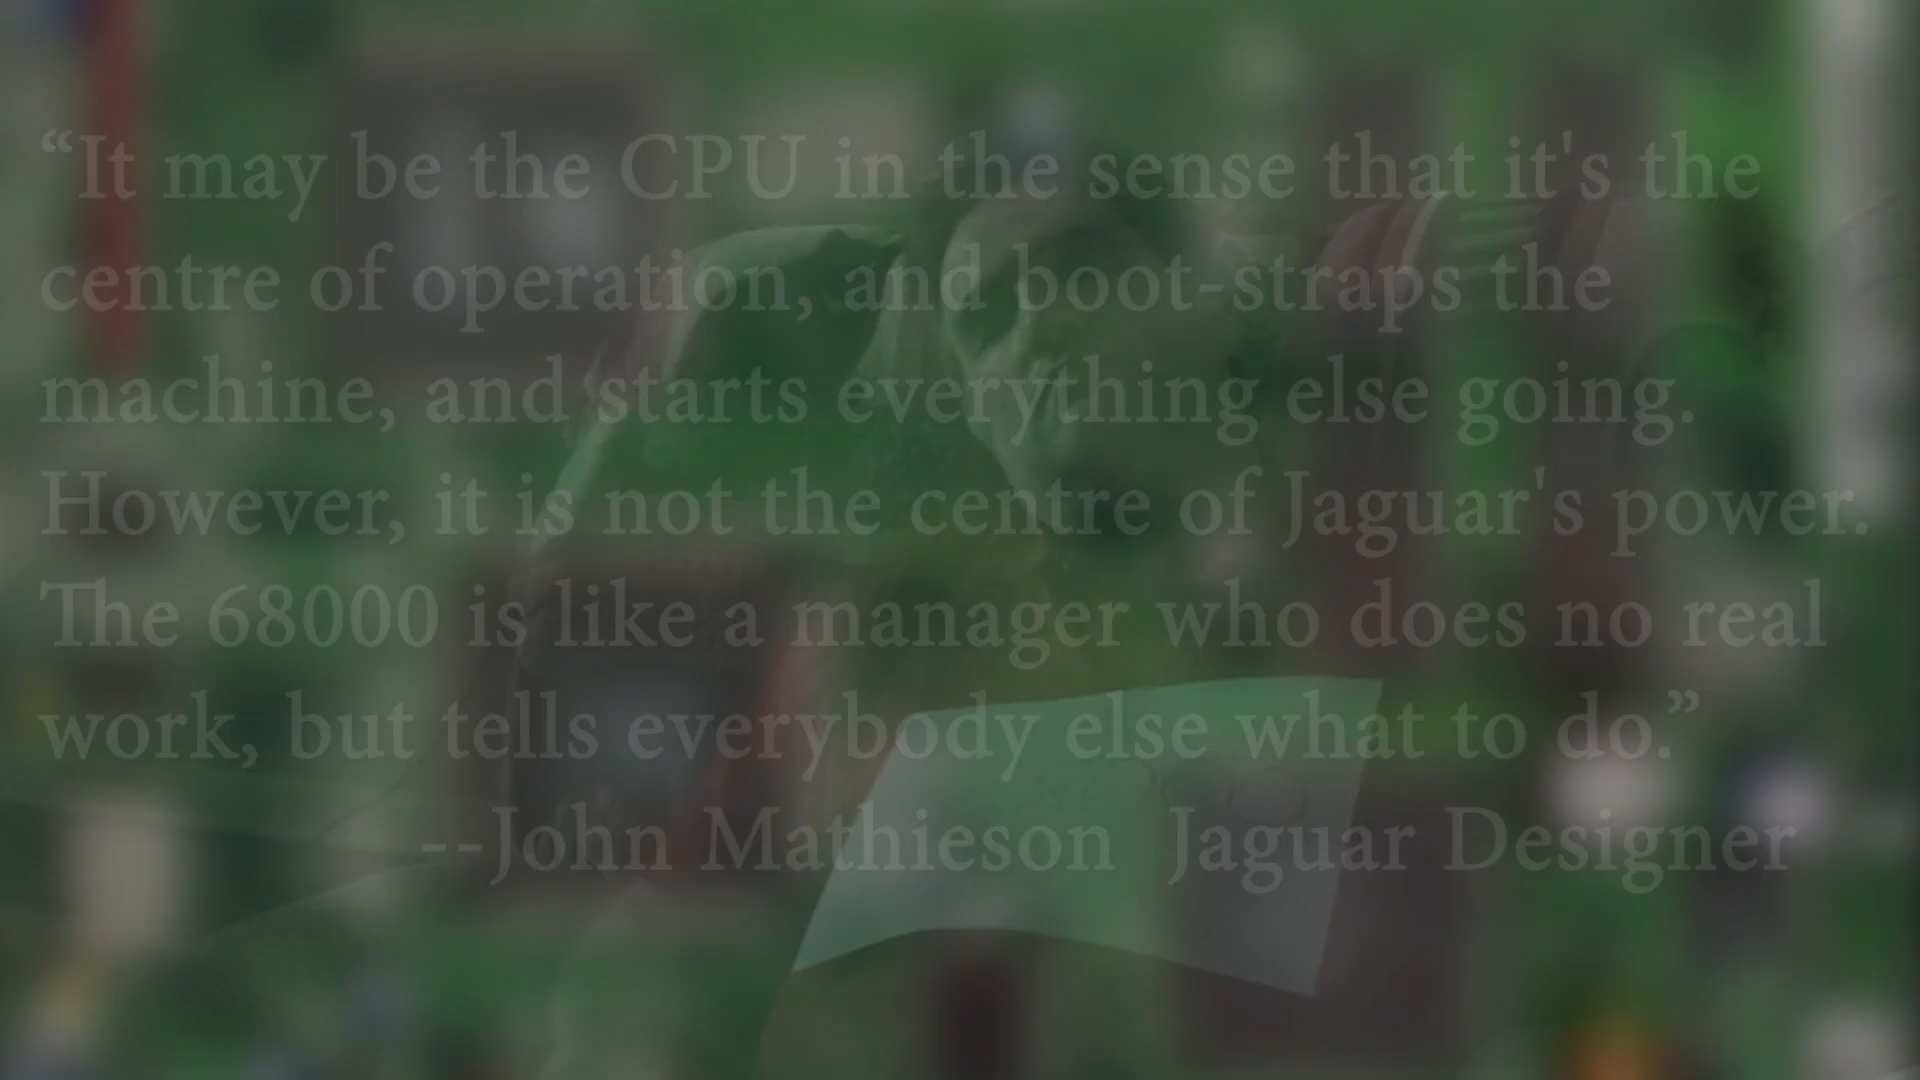 “It may be the CPU in the sense that it's the
centre of operation, and boot-straps the
machine, and starts everything else going.
However, it is not the centre of Jaguar's power.
The 68000 is like a manager who does no real
work, but tells everybody else what to do.”
--John Mathieson  Jaguar Designer